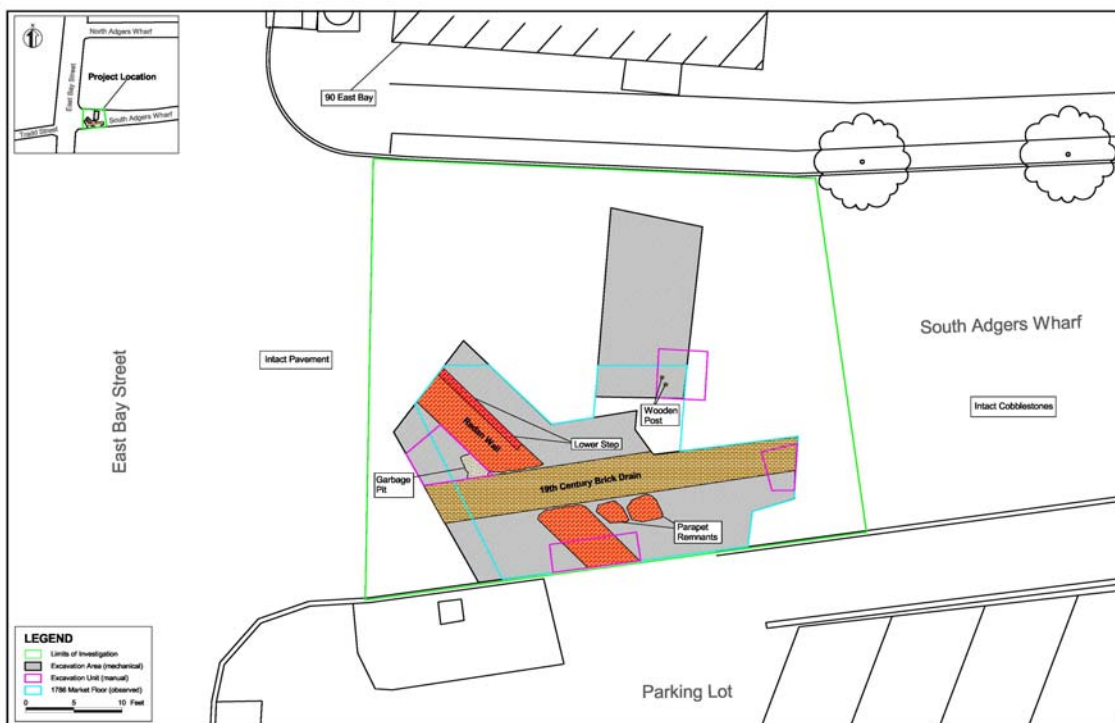 North Adgers Wharf
East Bay Street
Project Location
South Adgers Wharf
Tradd Street
90 East Bay
South Adgers Wharf
Intact Pavement
Intact Cobblestones
East Bay Street
Wooden
Post
Redan Wall
Lower Step
Garbage
Pit
19th Century Brick Drain
Parapet
Remnants
Parking Lot
LEGEND
Limits of Investigation
Excavation Area (mechanical)
Excavation Unit (manual)
1786 Market Floor (observed)
0 5 10 Feet